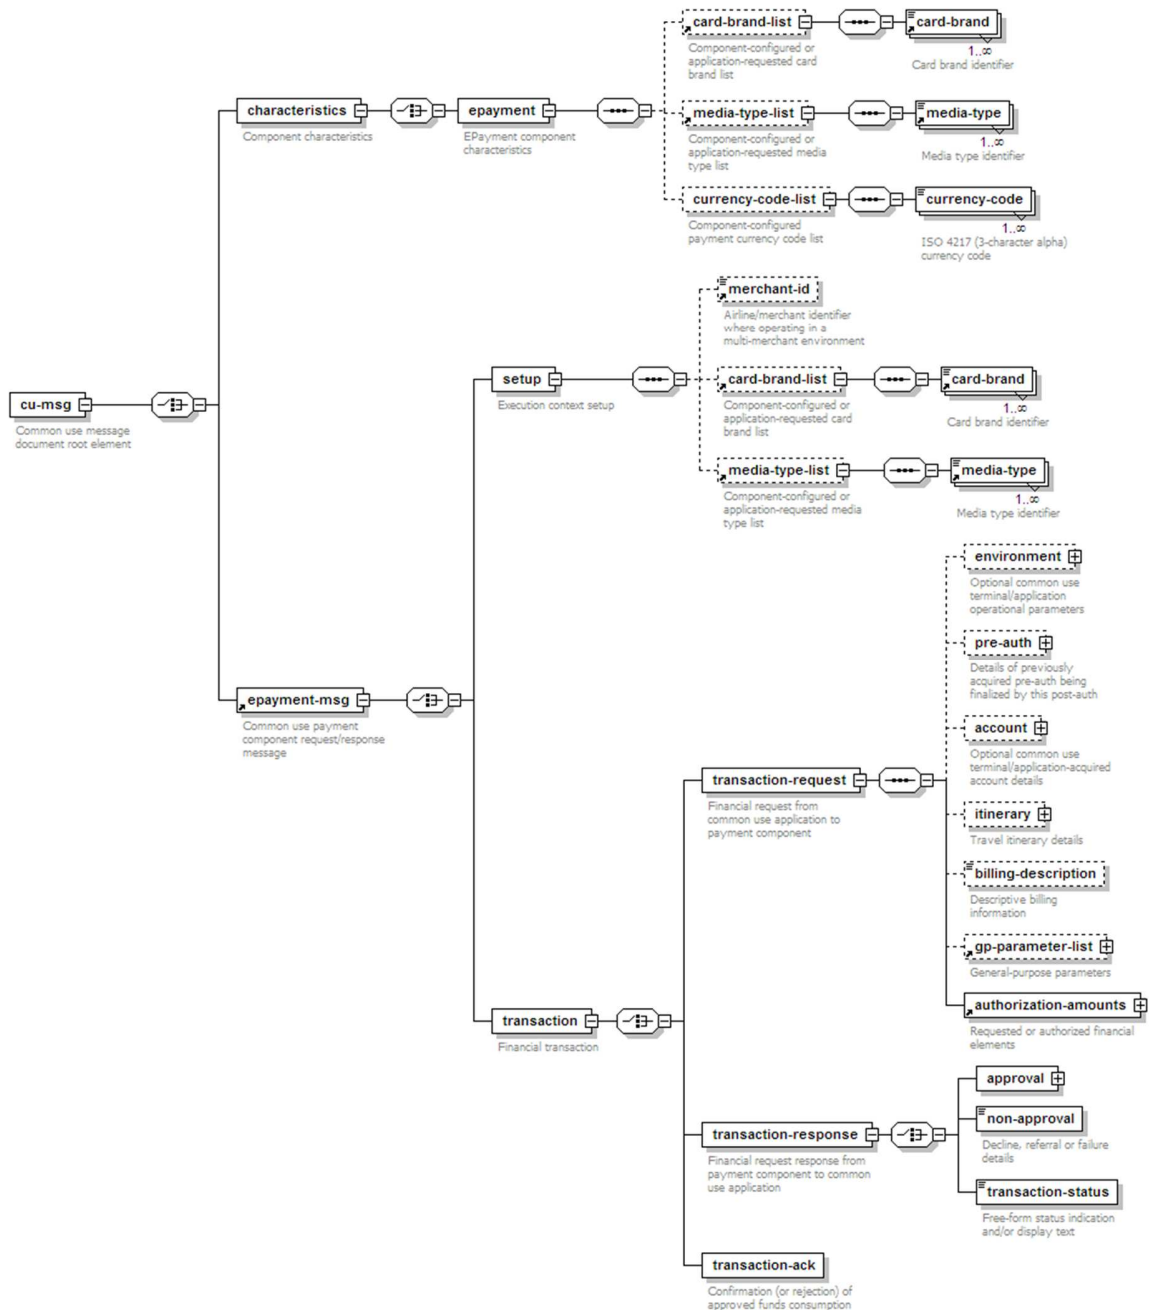 card-brand-list
card-brand
Component-configured or
application-requested card
brand list
1..∞
Card brand identifier
characteristics
epayment
media-type-list
media-type
Component characteristics
EPayment component
characteristics
Component-configured or
application-requested media
type list
1..∞
Media type identifier
currency-code-list
currency-code
Component-configured
payment currency code list
1..∞
ISO 4217 (3-character alpha)
currency code
merchant-id
Airline/merchant identifier
where operating in a
multi-merchant environment
setup
card-brand-list
card-brand
Execution context setup
Component-configured or
application-requested card
brand list
1..∞
Card brand identifier
cu-msg
Common use message
document root element
media-type-list
media-type
Component-configured or
application-requested media
type list
1..∞
Media type identifier
environment
Optional common use
terminal/application
operational parameters
pre-auth
Details of previously
acquired pre-auth being
finalized by this post-auth
epayment-msg
Common use payment
component request/response
message
account
Optional common use
terminal/application-acquired
account details
transaction-request
Financial request from
common use application to
payment component
itinerary
Travel itinerary details
billing-description
Descriptive billing
information
gp-parameter-list
General-purpose parameters
transaction
Financial transaction
authorization-amounts
Requested or authorized financial
elements
approval
non-approval
Decline, referral or failure
details
transaction-response
Financial request response from
payment component to common
use application
transaction-status
Free-form status indication
and/or display text
transaction-ack
Confirmation (or rejection) of
approved funds consumption